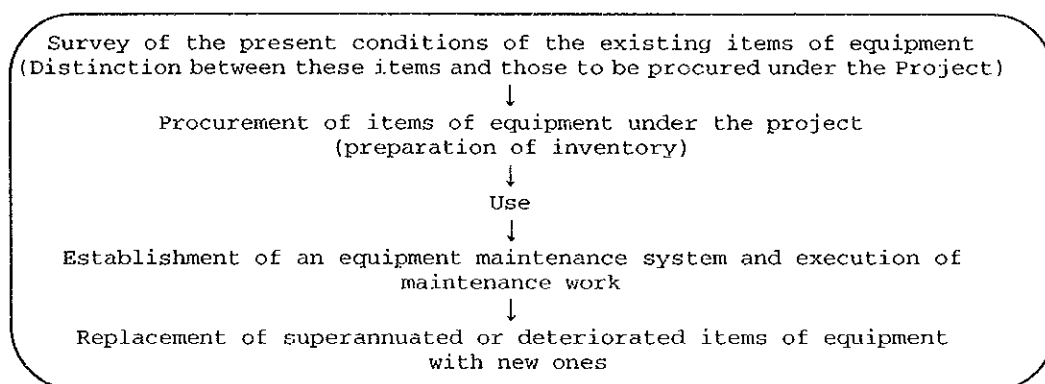 Survey of the present conditions of the existing items of equipment
(Distinction between these items and those to be procured under the Project)
↓
Procurement of items of equipment under the project
(preparation of inventory)
↓
Use
↓
Establishment of an equipment maintenance system and execution of
maintenance work
↓
Replacement of superannuated or deteriorated items of equipment
with new ones